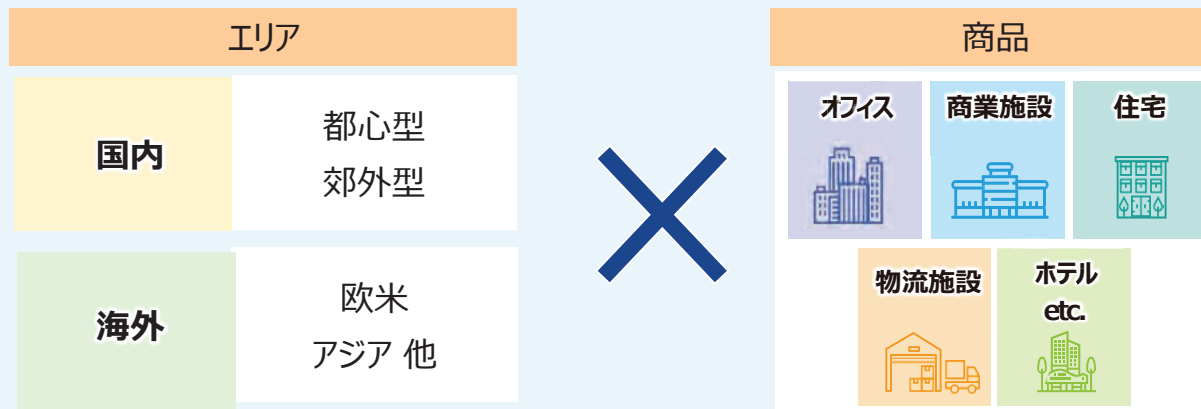 エリア
国内
都心型
郊外型
海外
欧米
アジア 他
商品
オフィス
商業施設
住宅
物流施設
ホテル
etc.